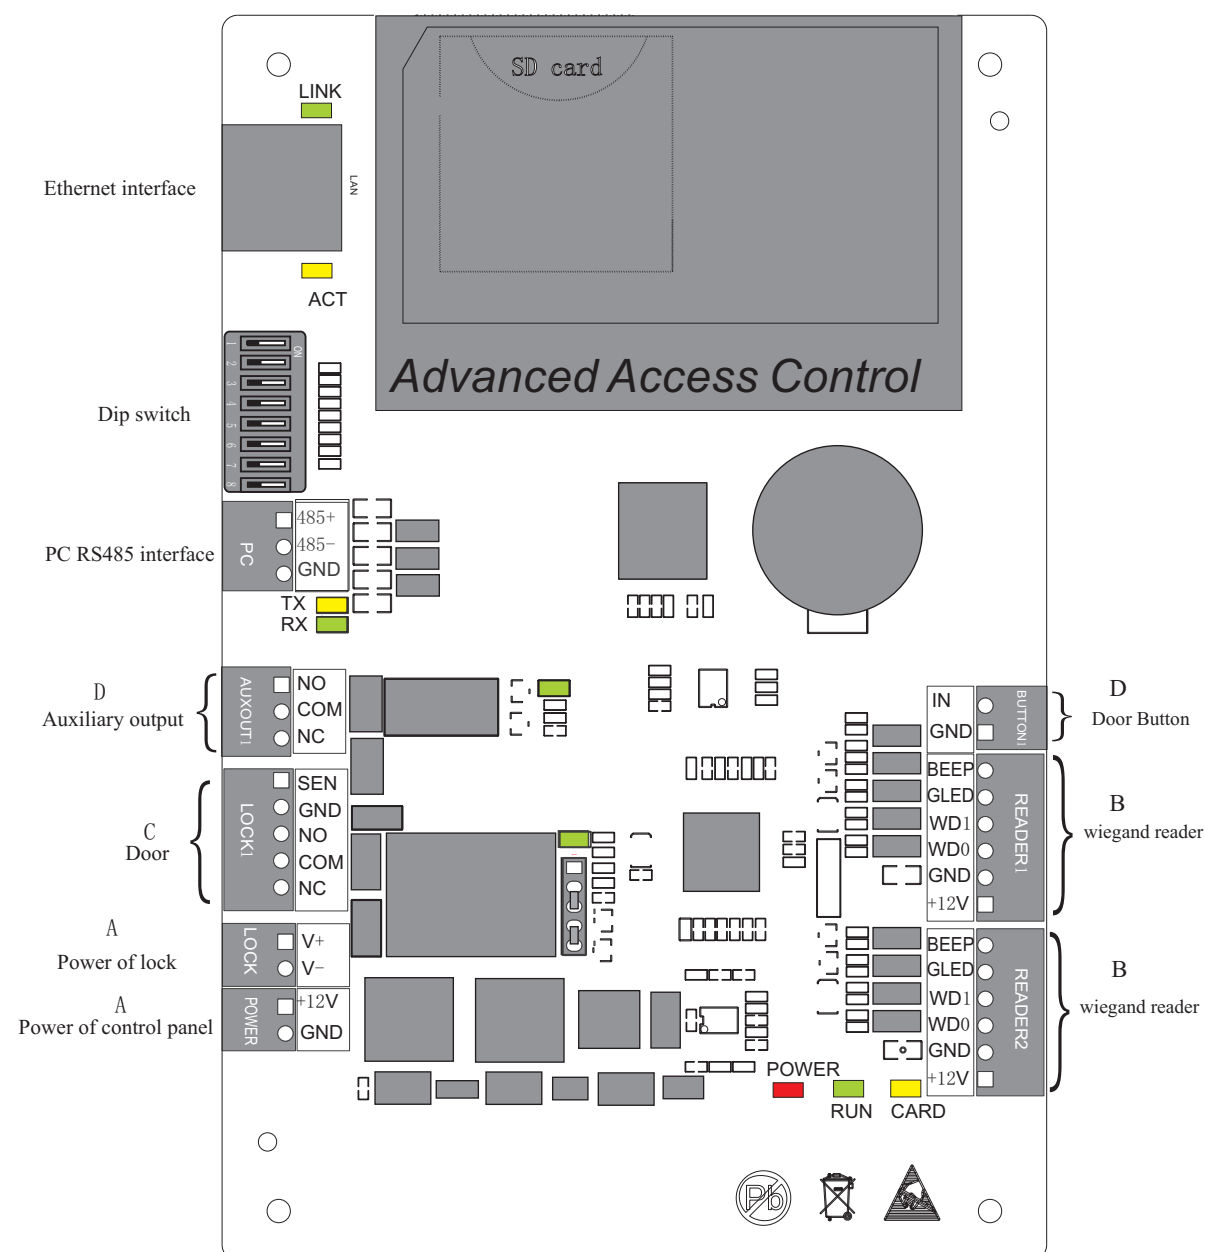 SD card
LINK
LAN
Ethernet interface
ACT
Advanced Access Control
ON
1
2
3
4
5
6
7
8
Dip switch
PC RS485 interface
PC
485+
485-
GND
TX
RX
D
Auxiliary output
AUXOUT1
NO
COM
NC
C
Door
LOCK1
SEN
GND
NO
COM
NC
A
Power of lock
LOCK
V+
V-
A
Power of control panel
POWER
+12V
GND
IN
GND
BUTTON1
D
Door Button
BEEP
GLED
WD1
WD0
GND
+12V
READER1
B
wiegand reader
BEEP
GLED
WD1
WD0
GND
+12V
READER2
B
wiegand reader
POWER
RUN
CARD
Pb